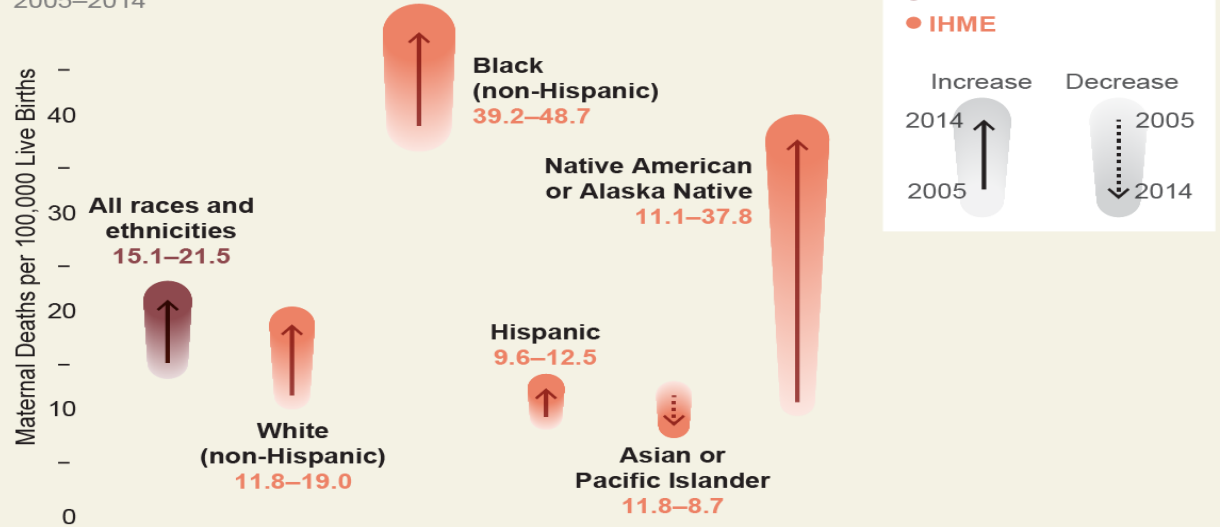 2005–2014
Maternal Deaths per 100,000 Live Births
40
30
20
10
0
All races and
ethnicities
15.1–21.5
White
(non-Hispanic)
11.8–19.0
Black
(non-Hispanic)
39.2–48.7
Hispanic
9.6–12.5
Asian or
Pacific Islander
11.8–8.7
Native American
or Alaska Native
11.1–37.8
IHME
Increase
2014
2005
Decrease
2005
2014